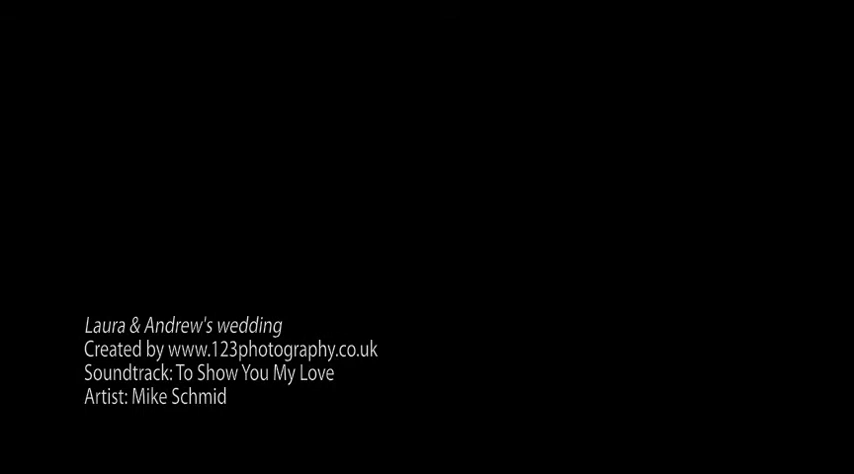 Laura & Andrew's wedding
Created by www.123photography.co.uk
Soundtrack: To Show You My Love
Artist: Mike Schmid